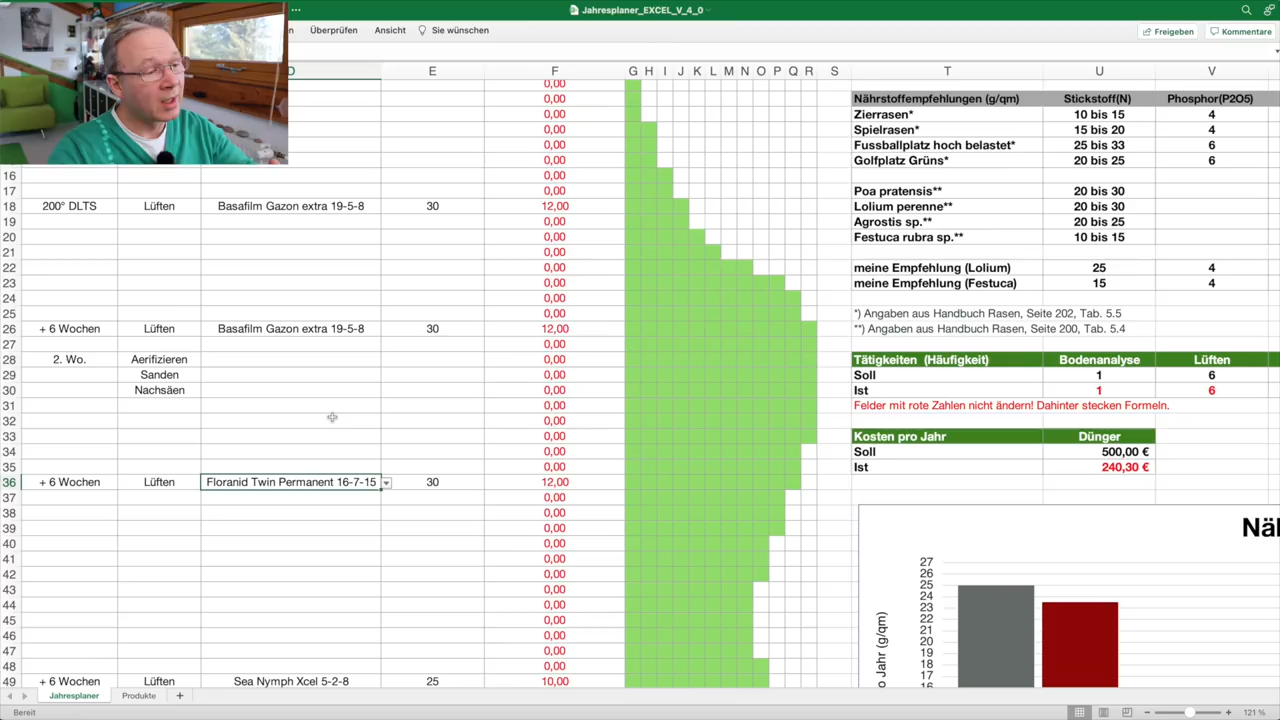 Jahresplaner_EXCEL_V_4_0
Überprüfen Ansicht Sie wünschen Freigeben Kommentare
E F G H I J K L M N O P Q R S T U V
0,00
0,00 Nährstoffempfehlungen (g/qm) Stickstoff(N) Phosphor(P2O5)
0,00 Zierrasen* 10 bis 15 4
0,00 Spielrasen* 15 bis 20 4
0,00 Fussballplatz hoch belastet* 25 bis 33 6
0,00 Golfplatz Grüns* 20 bis 25 6
16 0,00
17 0,00 Poa pratensis** 20 bis 30
18 200° DLTS Lüften Basafilm Gazon extra 19-5-8 30 12,00 Lolium perenne** 20 bis 30
19 0,00 Agrostis sp.** 20 bis 25
20 0,00 Festuca rubra sp.** 10 bis 15
21 0,00
22 0,00 meine Empfehlung (Lolium) 25 4
23 0,00 meine Empfehlung (Festuca) 15 4
24 0,00
25 0,00 *) Angaben aus Handbuch Rasen, Seite 202, Tab. 5.5
26 + 6 Wochen Lüften Basafilm Gazon extra 19-5-8 30 12,00 **) Angaben aus Handbuch Rasen, Seite 200, Tab. 5.4
27 0,00
28 2. Wo. Aerifizieren 0,00 Tätigkeiten (Häufigkeit) Bodenanalyse Lüften
29 Sanden 0,00 Soll 1 6
30 Nachsäen 0,00 Ist 1 6
31 0,00 Felder mit rote Zahlen nicht ändern! Dahinter stecken Formeln.
32 0,00
33 0,00 Kosten pro Jahr Dünger
34 0,00 Soll 500,00 €
35 0,00 Ist 240,30 €
36 + 6 Wochen Lüften Floranid Twin Permanent 16-7-15 30 12,00
37 0,00
38 0,00
39 0,00
40 0,00
41 0,00
42 0,00
43 0,00
44 0,00
45 0,00
46 0,00
47 0,00
48 0,00
49 + 6 Wochen Lüften Sea Nymph Xcel 5-2-8 25 10,00
Näl
27
26
25
24
23
22
21
20
19
18
17
16
o Jahr (g/qm)
Jahresplaner Produkte
Bereit 121 %